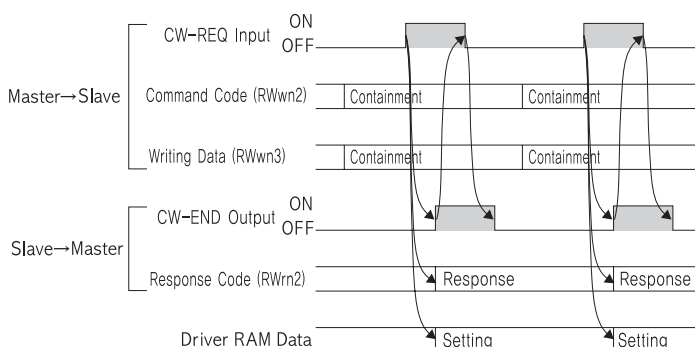 ON
CW-REQ Input
OFF
Master→Slave
Command Code (RWwn2) Containment Containment
Writing Data (RWwn3) Containment Containment
ON
CW-END Output
OFF
Slave→Master
Response Code (RWrn2) Response Response
Driver RAM Data Setting Setting